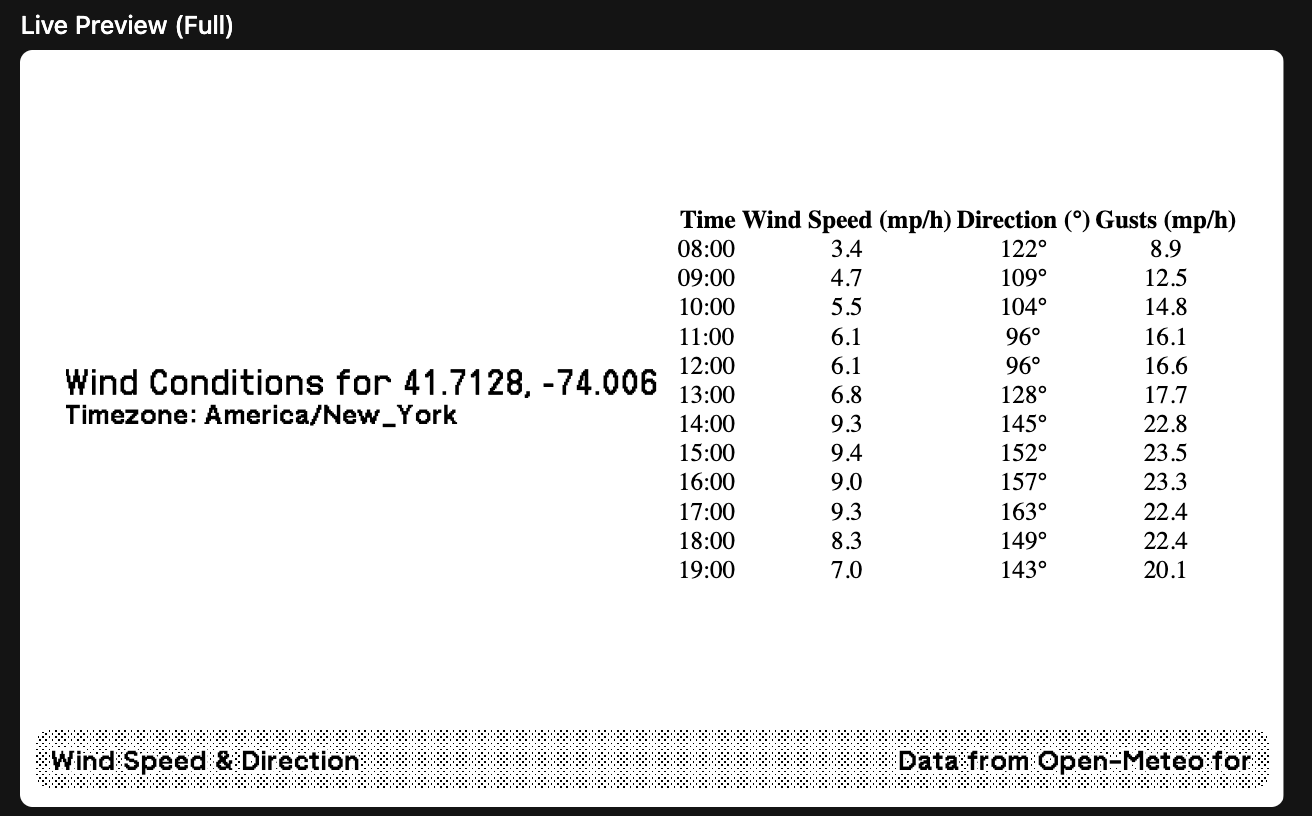 Live Preview (Full)
Wind Conditions for 41.7128, -74.006
Timezone: America/New_York
Time Wind Speed (mp/h) Direction (°) Gusts (mp/h)
08:00 3.4 122° 8.9
09:00 4.7 109° 12.5
10:00 5.5 104° 14.8
11:00 6.1 96° 16.1
12:00 6.1 96° 16.6
13:00 6.8 128° 17.7
14:00 9.3 145° 22.8
15:00 9.4 152° 23.5
16:00 9.0 157° 23.3
17:00 9.3 163° 22.4
18:00 8.3 149° 22.4
19:00 7.0 143° 20.1
Wind Speed & Direction Data from Open-Meteo for